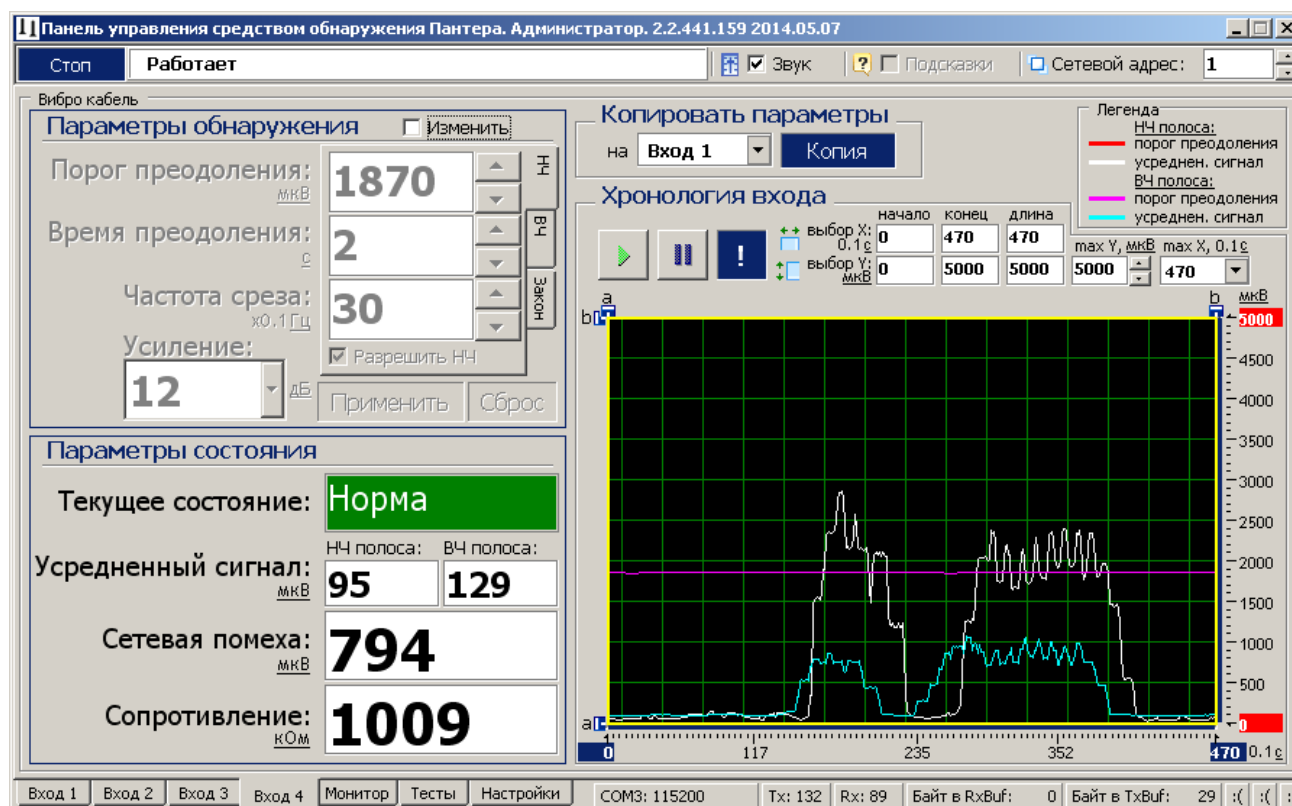 Панель управления средством обнаружения Пантера. Администратор. 2.2.441.159 2014.05.07
Стоп Работает Звук Подсказки Сетевой адрес: 1
Вибро кабель
Параметры обнаружения Изменить
Порог преодоления: 1870
мкВ
Время преодоления: 2
с
Частота среза: 30
х0.1 Гц
Усиление: Разрешить НЧ
12 дБ Применить Сброс
НЧ
ВЧ
Закон
Параметры состояния
Текущее состояние: Норма
НЧ полоса: ВЧ полоса:
Усредненный сигнал: 95 129
мкВ
Сетевая помеха: 794
мкВ
Сопротивление: 1009
кОм
Копировать параметры
на Вход 1 Копия
Легенда
НЧ полоса:
порог преодоления
усреднен. сигнал
ВЧ полоса:
порог преодоления
усреднен. сигнал
Хронология входа
начало конец длина
выбор X: 0 470 470
0.1 с
max Y, мкВ max X, 0.1 с
выбор Y: 0 5000 5000 5000 470
мкВ
!
a b мкВ
b 5000
4500
4000
3500
3000
2500
2000
1500
1000
500
a 0
0 117 235 352 470 0.1 с
Вход 1 Вход 2 Вход 3 Вход 4 Монитор Тесты Настройки COM3: 115200 Tx: 132 Rx: 89 Байт в RxBuf: 0 Байт в TxBuf: 29 :( :( :